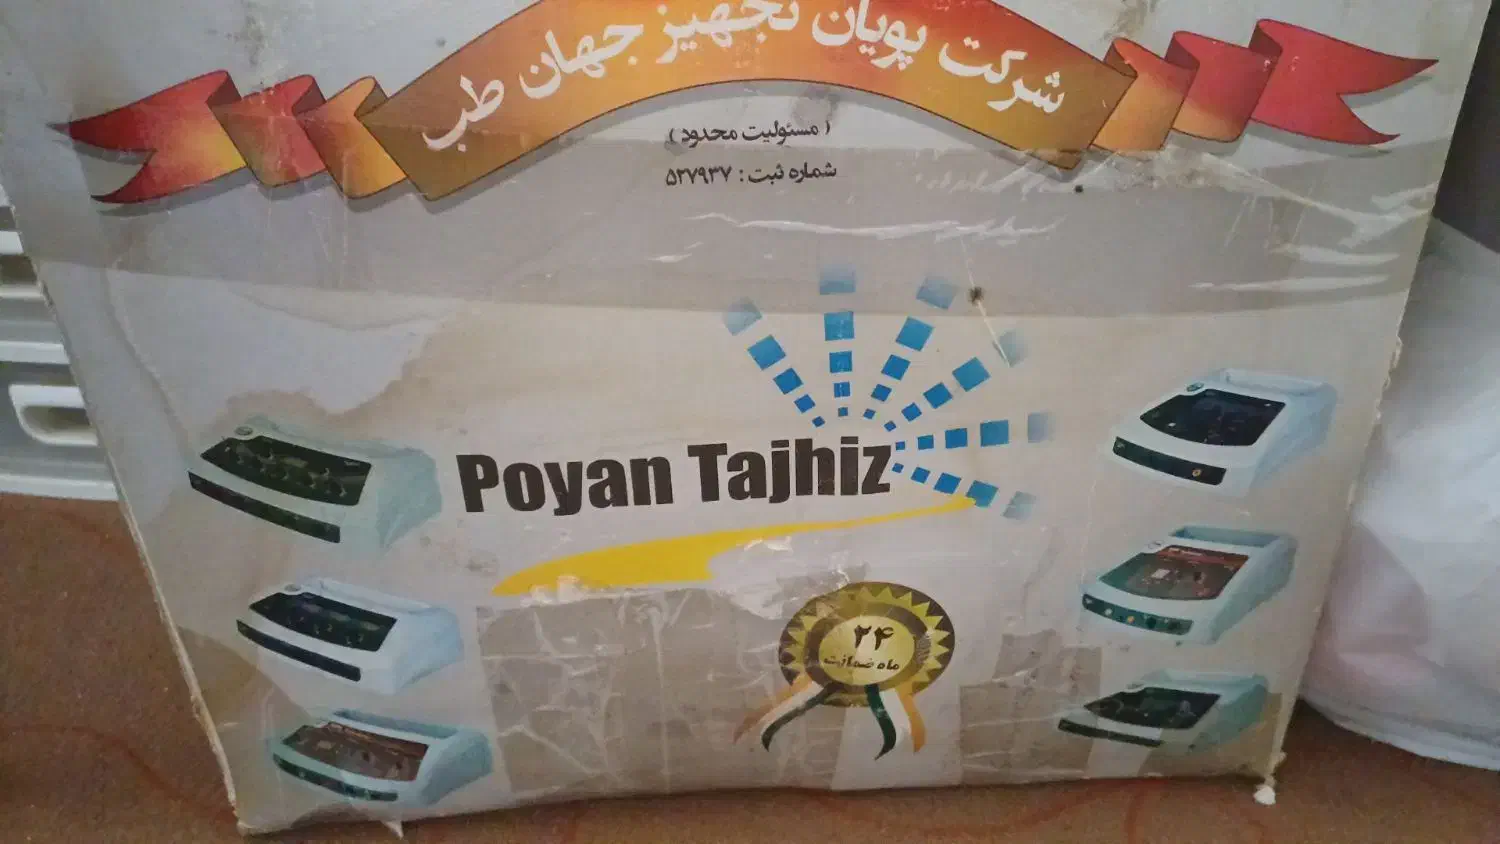 شرکت پویان تجهیز جهان طب
( مسئولیت محدود )
شماره ثبت : ۵۲۷۹۳۷
Poyan Tajhiz
۲۴
ماه ضمانت